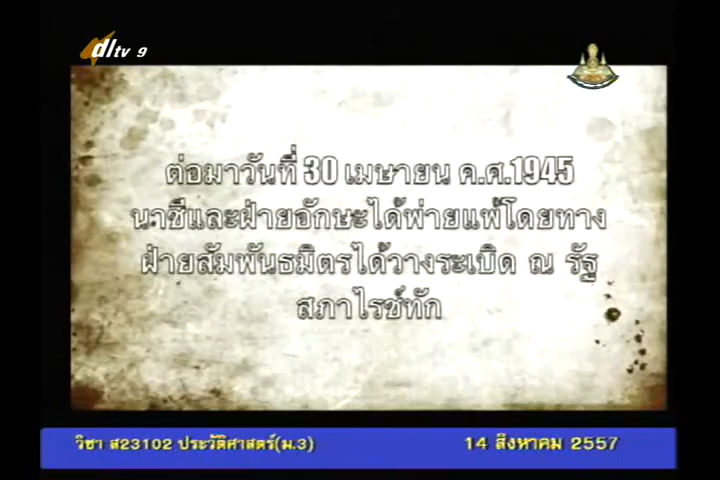 dltv 9
ต่อมาวันที่ 30 เมษายน ค.ศ.1945
นาซีและฝ่ายอักษะได้พ่ายแพ้โดยทาง
ฝ่ายสัมพันธมิตรได้วางระเบิด ณ รัฐ
สภาไรช์ทัก
วิชา ส23102 ประวัติศาสตร์(ม.3)
14 สิงหาคม 2557